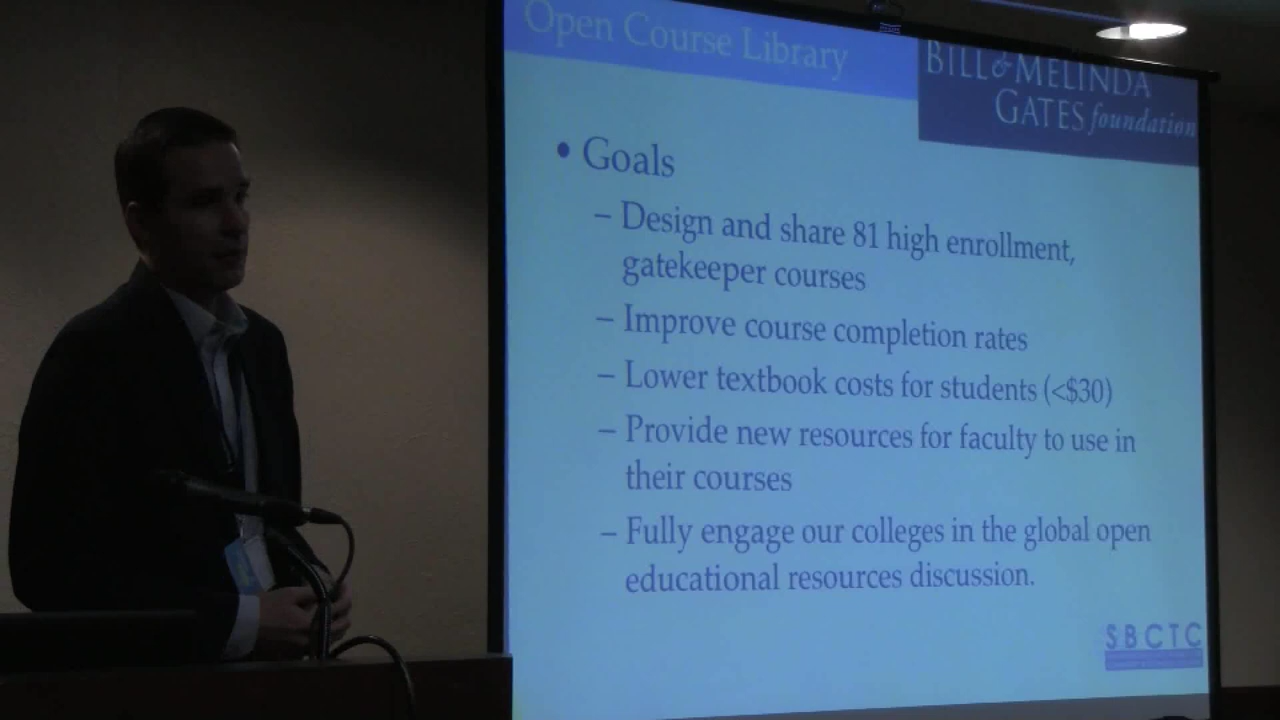 Open Course Library
BILL & MELINDA
GATES foundation
• Goals
– Design and share 81 high enrollment,
gatekeeper courses
– Improve course completion rates
– Lower textbook costs for students (<$30)
– Provide new resources for faculty to use in
their courses
– Fully engage our colleges in the global open
educational resources discussion.
SBCTC